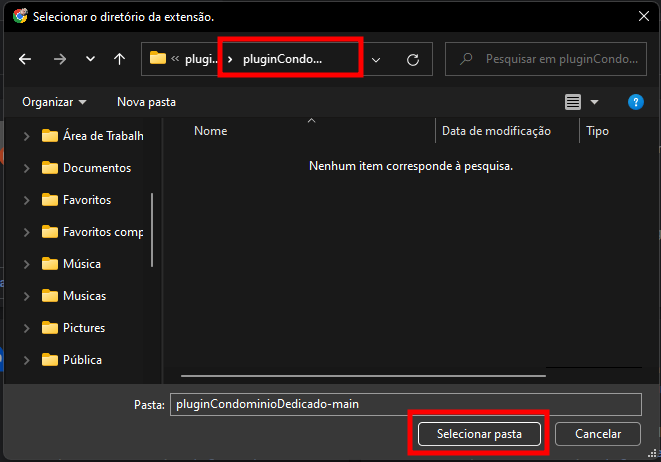 Selecionar o diretório da extensão.
plugi... pluginCondo...
Pesquisar em pluginCondo...
Organizar Nova pasta
Nome Data de modificação Tipo
Nenhum item corresponde à pesquisa.
Área de Trabalh
Documentos
Favoritos
Favoritos comp
Música
Musicas
Pictures
Pública
Pasta: pluginCondominioDedicado-main
Selecionar pasta Cancelar